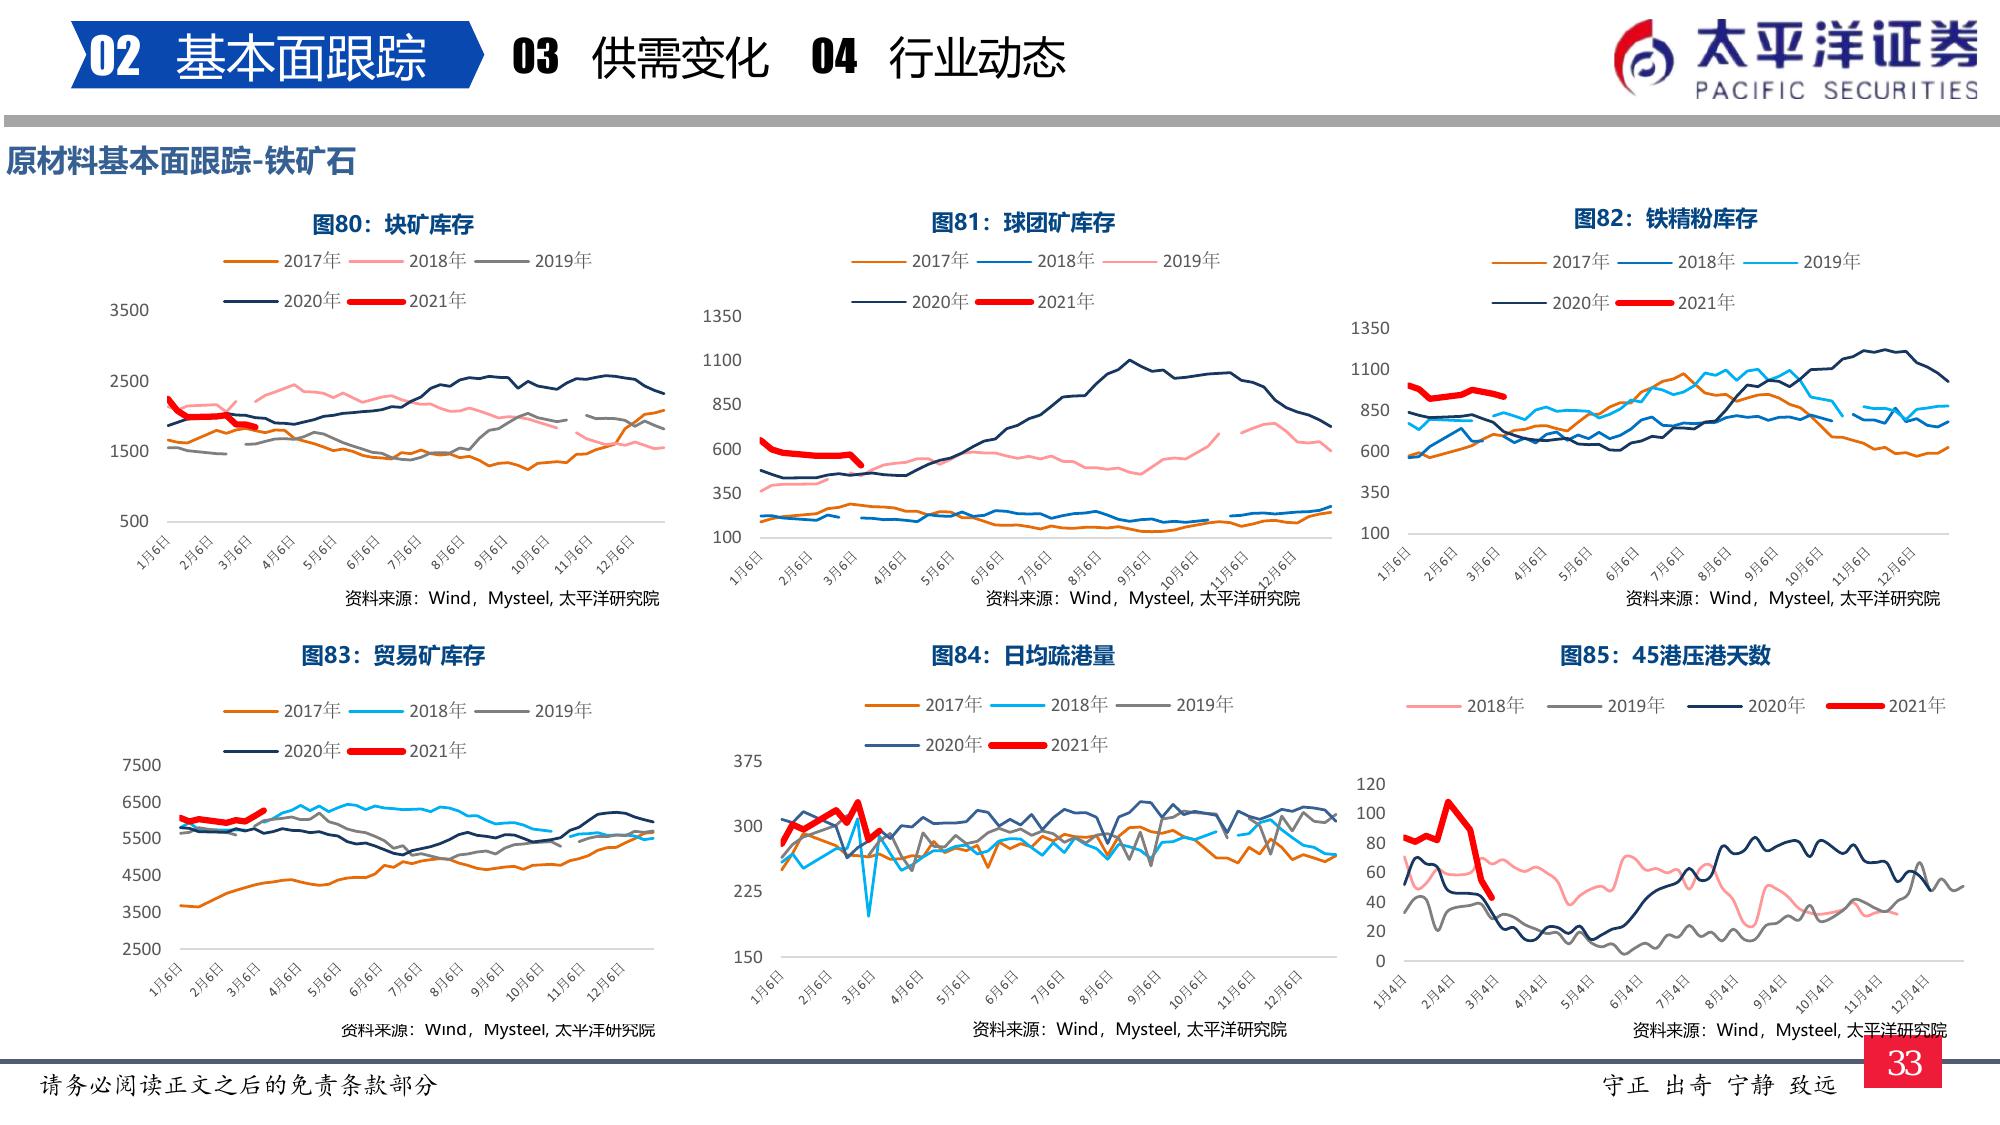 02 基本面跟踪 03 供需变化 04 行业动态
太平洋证券
PACIFIC SECURITIES
原材料基本面跟踪-铁矿石
图80：块矿库存
2017年 2018年 2019年
2020年 2021年
3500
2500
1500
500
1月6日 2月6日 3月6日 4月6日 5月6日 6月6日 7月6日 8月6日 9月6日 10月6日 11月6日 12月6日
资料来源：Wind，Mysteel, 太平洋研究院
图81：球团矿库存
2017年 2018年 2019年
2020年 2021年
1350
1100
850
600
350
100
1月6日 2月6日 3月6日 4月6日 5月6日 6月6日 7月6日 8月6日 9月6日 10月6日 11月6日 12月6日
资料来源：Wind，Mysteel, 太平洋研究院
图82：铁精粉库存
2017年 2018年 2019年
2020年 2021年
1350
1100
850
600
350
100
1月6日 2月6日 3月6日 4月6日 5月6日 6月6日 7月6日 8月6日 9月6日 10月6日 11月6日 12月6日
资料来源：Wind，Mysteel, 太平洋研究院
图83：贸易矿库存
2017年 2018年 2019年
2020年 2021年
7500
6500
5500
4500
3500
2500
1月6日 2月6日 3月6日 4月6日 5月6日 6月6日 7月6日 8月6日 9月6日 10月6日 11月6日 12月6日
资料来源：Wind，Mysteel, 太平洋研究院
图84：日均疏港量
2017年 2018年 2019年
2020年 2021年
375
300
225
150
1月6日 2月6日 3月6日 4月6日 5月6日 6月6日 7月6日 8月6日 9月6日 10月6日 11月6日 12月6日
资料来源：Wind，Mysteel, 太平洋研究院
图85：45港压港天数
2018年 2019年 2020年 2021年
120
100
80
60
40
20
0
1月4日 2月4日 3月4日 4月4日 5月4日 6月4日 7月4日 8月4日 9月4日 10月4日 11月4日 12月4日
资料来源：Wind，Mysteel, 太平洋研究院
请务必阅读正文之后的免责条款部分
守正 出奇 宁静 致远
33